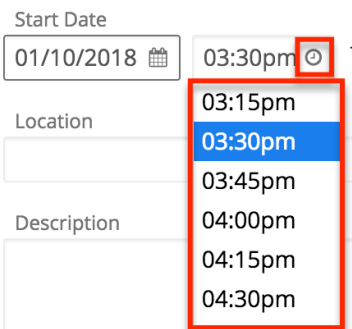 Start Date
01/10/2018 03:30pm
03:15pm
Location
03:30pm
03:45pm
04:00pm
Description
04:15pm
04:30pm